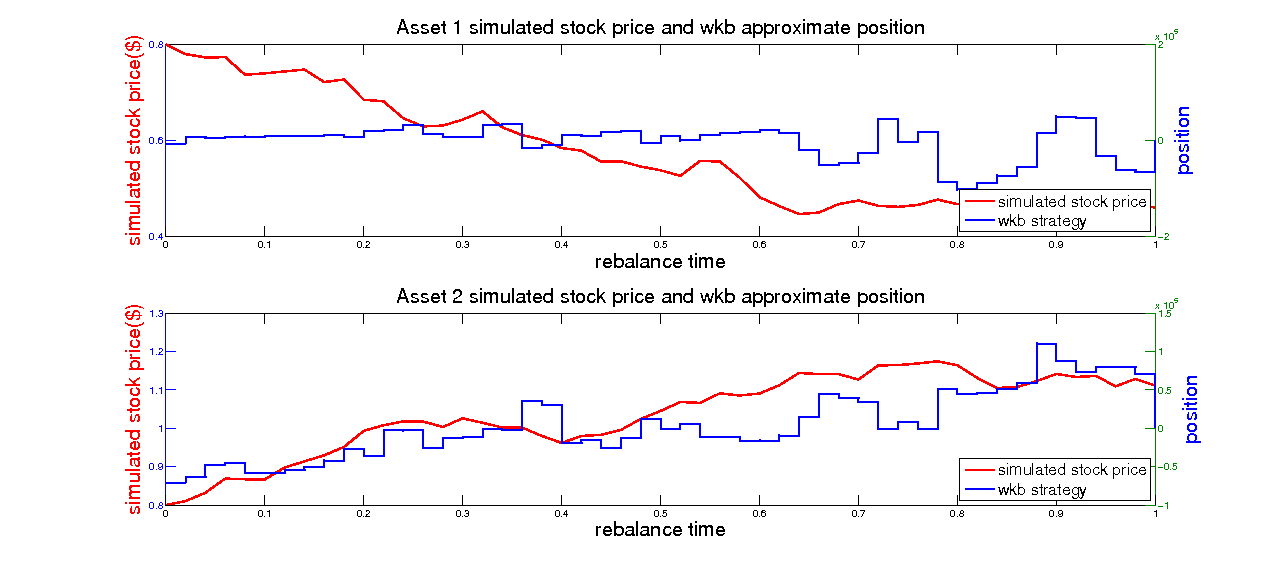 Asset 1 simulated stock price and wkb approximate position
x 10^5
simulated stock price($)
0.8
0.6
0.4
2
0
-2
position
simulated stock price
wkb strategy
0 0.1 0.2 0.3 0.4 0.5 0.6 0.7 0.8 0.9 1
rebalance time
Asset 2 simulated stock price and wkb approximate position
x 10^5
simulated stock price($)
1.3
1.2
1.1
1
0.9
0.8
1.5
1
0.5
0
-0.5
-1
position
simulated stock price
wkb strategy
0 0.1 0.2 0.3 0.4 0.5 0.6 0.7 0.8 0.9 1
rebalance time